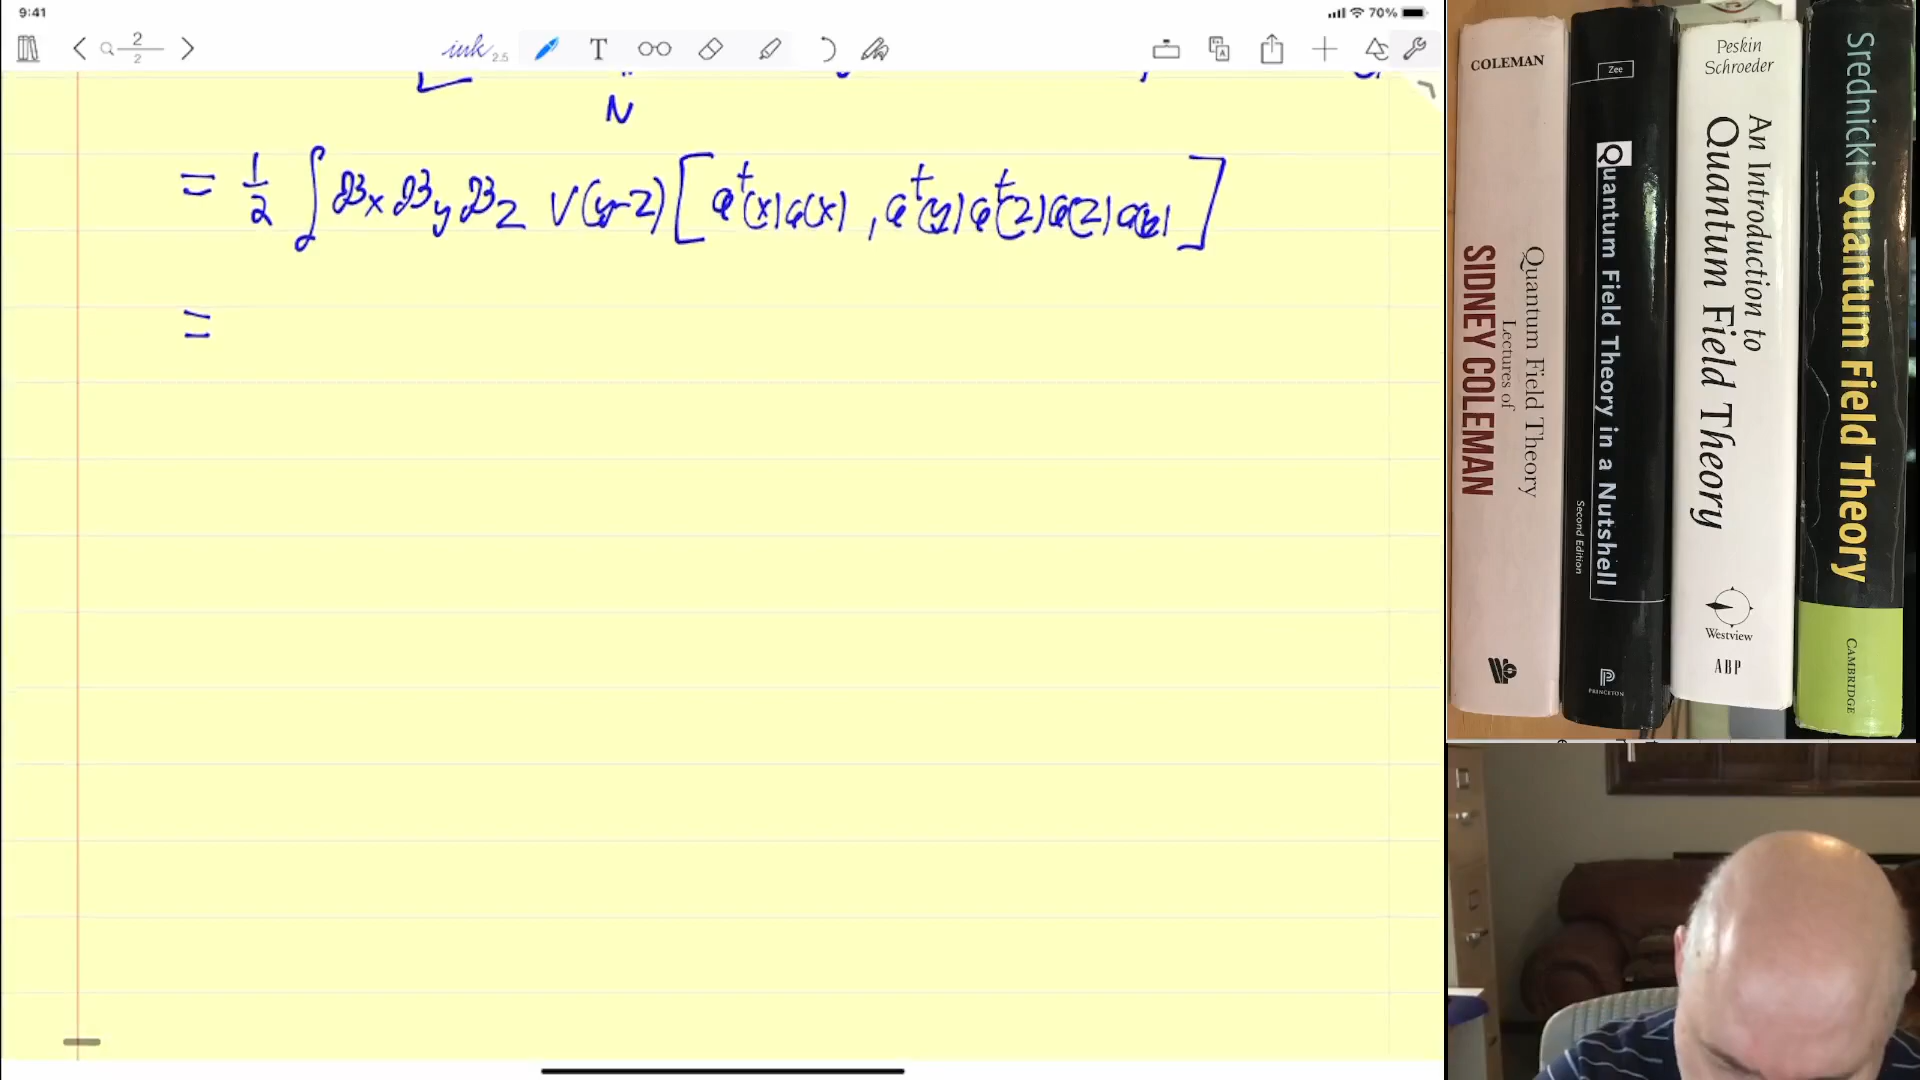 9:41
70%
2
2
ink 2.5
T
N
= 1/2 ∫ d³x d³y d³z V(y-z) [ a†(x)a(x), a†(y)a†(z)a(z)a(y) ]
=
COLEMAN
Quantum Field Theory
Lectures of
SIDNEY COLEMAN
Zee
Quantum Field Theory in a Nutshell
Second Edition
PRINCETON
Peskin
Schroeder
An Introduction to
Quantum Field Theory
Westview
ABP
Srednicki Quantum Field Theory
CAMBRIDGE